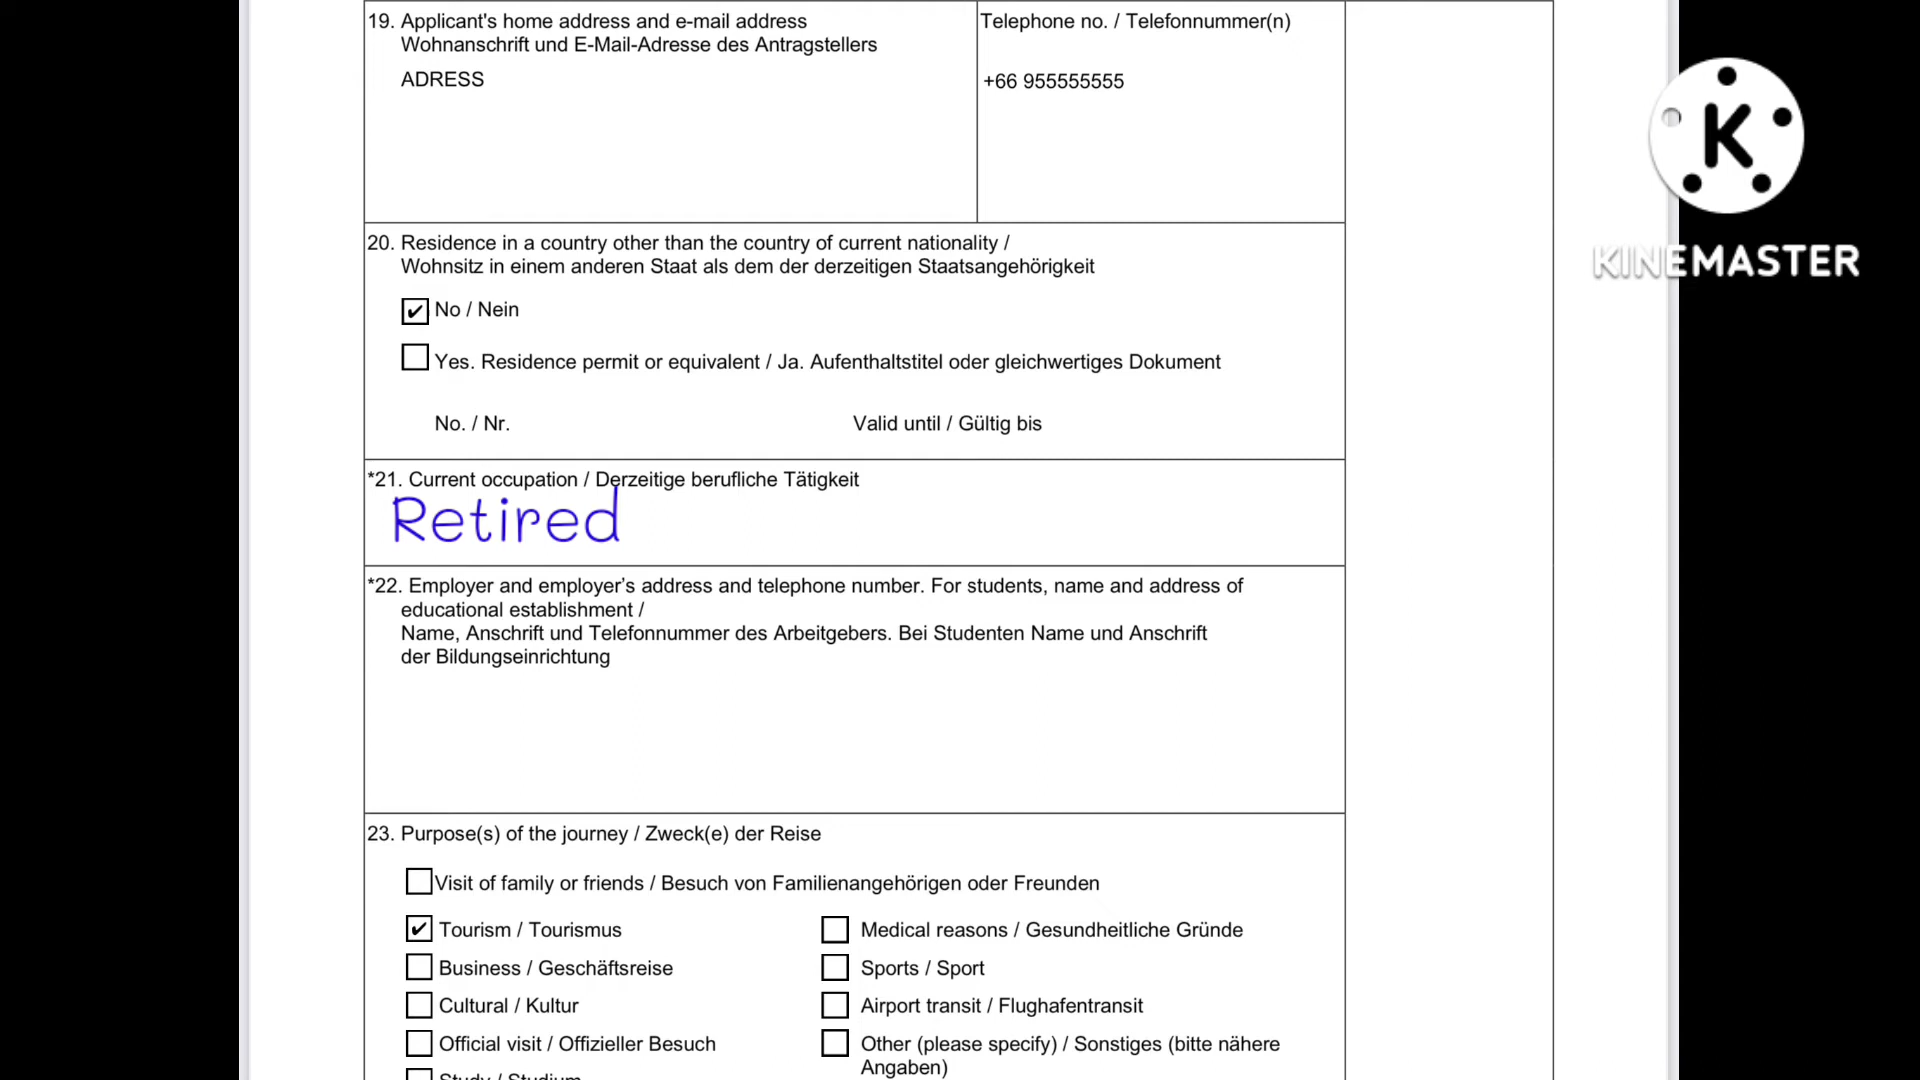 19. Applicant's home address and e-mail address
Wohnanschrift und E-Mail-Adresse des Antragstellers
ADRESS
Telephone no. / Telefonnummer(n)
+66 955555555
K
KINEMASTER
20. Residence in a country other than the country of current nationality /
Wohnsitz in einem anderen Staat als dem der derzeitigen Staatsangehörigkeit
No / Nein
Yes. Residence permit or equivalent / Ja. Aufenthaltstitel oder gleichwertiges Dokument
No. / Nr.
Valid until / Gültig bis
*21. Current occupation / Derzeitige berufliche Tätigkeit
Retired
*22. Employer and employer’s address and telephone number. For students, name and address of
educational establishment /
Name, Anschrift und Telefonnummer des Arbeitgebers. Bei Studenten Name und Anschrift
der Bildungseinrichtung
23. Purpose(s) of the journey / Zweck(e) der Reise
Visit of family or friends / Besuch von Familienangehörigen oder Freunden
Tourism / Tourismus
Medical reasons / Gesundheitliche Gründe
Business / Geschäftsreise
Sports / Sport
Cultural / Kultur
Airport transit / Flughafentransit
Official visit / Offizieller Besuch
Other (please specify) / Sonstiges (bitte nähere
Angaben)
Study / Studium